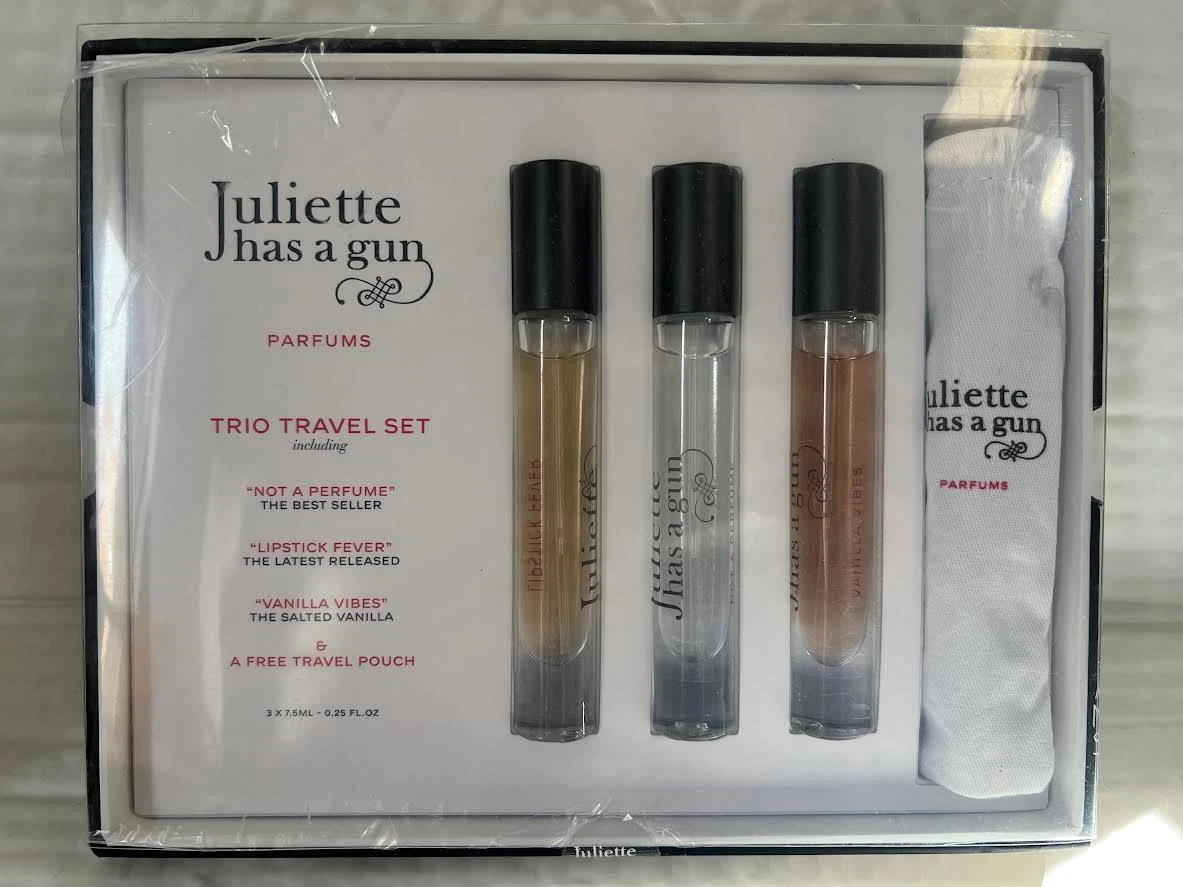 Juliette
has a gun
PARFUMS
TRIO TRAVEL SET
including
“NOT A PERFUME”
THE BEST SELLER
“LIPSTICK FEVER”
THE LATEST RELEASED
“VANILLA VIBES”
THE SALTED VANILLA
&
A FREE TRAVEL POUCH
3 X 7.5ML - 0.25 FL.OZ
LIPSTICK FEVER
Juliette
Juliette
has a gun
NOT A PERFUME
has a gun
VANILLA VIBES
uliette
has a gun
PARFUMS
Juliette